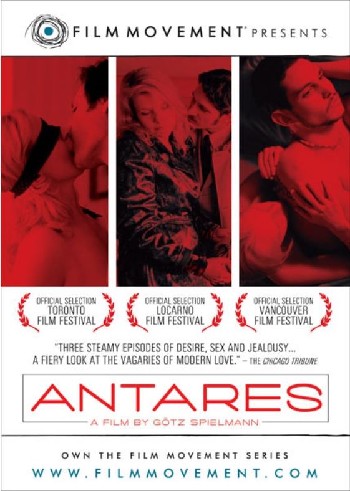 FILM MOVEMENT® PRESENTS
OFFICIAL SELECTION
TORONTO
FILM FESTIVAL
OFFICIAL SELECTION
LOCARNO
FILM FESTIVAL
OFFICIAL SELECTION
VANCOUVER
FILM FESTIVAL
"THREE STEAMY EPISODES OF DESIRE, SEX AND JEALOUSY...
A FIERY LOOK AT THE VAGARIES OF MODERN LOVE." – THE CHICAGO TRIBUNE
ANTARES
A FILM BY GÖTZ SPIELMANN
OWN THE FILM MOVEMENT SERIES
WWW.FILMMOVEMENT.COM